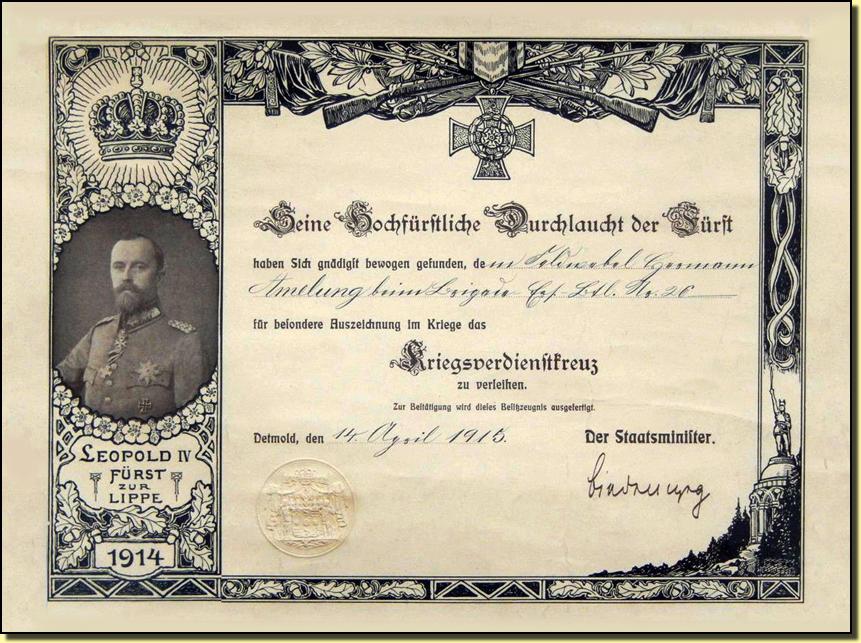 LEOPOLD IV
FÜRST
ZUR
LIPPE
1914
Seine Hochfürstliche Durchlaucht der Fürst
haben Sich gnädigst bewogen gefunden, dem Feldwebel Hermann
Amelung beim Brigade Ers.-Btl. No. 26
für besondere Auszeichnung im Kriege das
Kriegsverdienstkreuz
zu verleihen.
Zur Bestätigung wird dieses Besitzzeugnis ausgefertigt.
Detmold, den 14. April 1915.
Der Staatsminister.